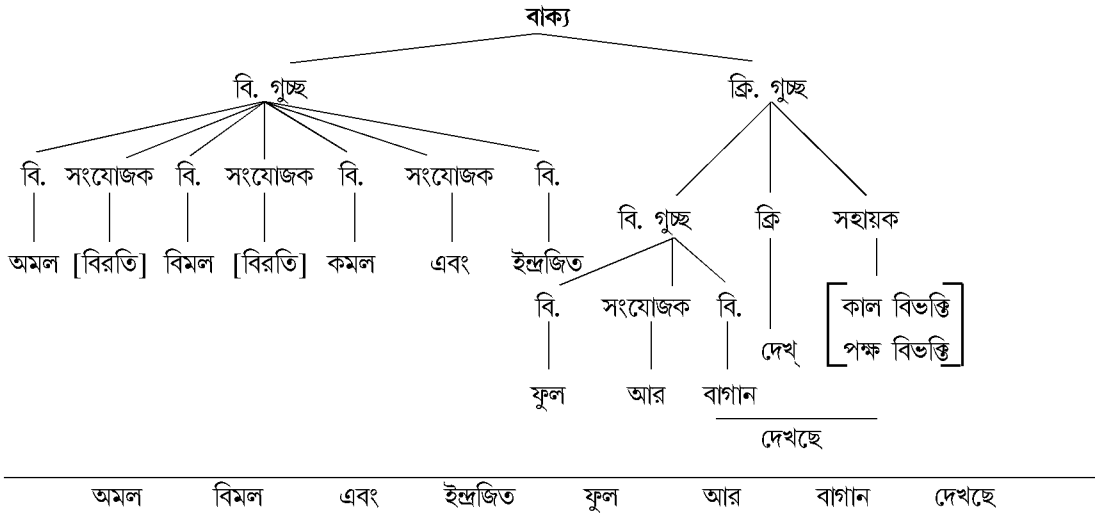 বাক্য
বি. গুচ্ছ ক্রি. গুচ্ছ
বি. সংযোজক বি. সংযোজক বি. সংযোজক বি.
বি. গুচ্ছ ক্রি সহায়ক
অমল [বিরতি] বিমল [বিরতি] কমল এবং ইন্দ্রজিত
বি. সংযোজক বি. কাল বিভক্তি
দেখ্ পক্ষ বিভক্তি
ফুল আর বাগান
দেখছে
অমল বিমল এবং ইন্দ্রজিত ফুল আর বাগান দেখছে